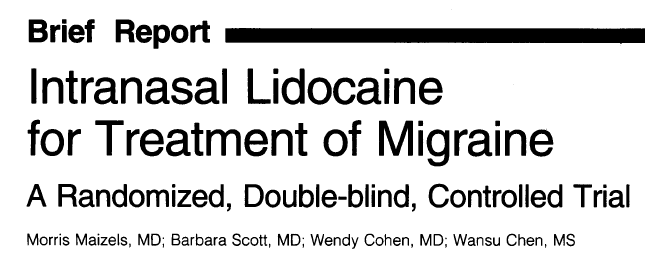 Brief Report
Intranasal Lidocaine
for Treatment of Migraine
A Randomized, Double-blind, Controlled Trial
Morris Maizels, MD; Barbara Scott, MD; Wendy Cohen, MD; Wansu Chen, MS